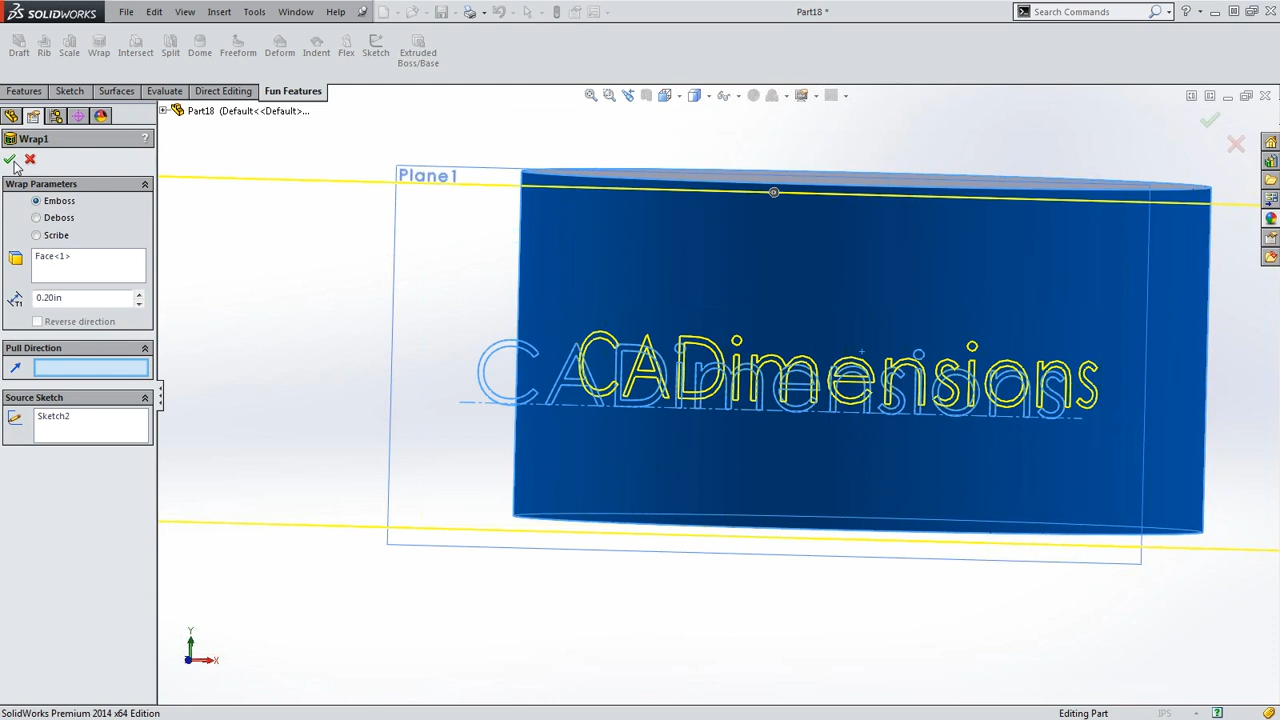 SOLIDWORKS File Edit View Insert Tools Window Help Part18 * Search Commands ?
Draft Rib Scale Wrap Intersect Split Dome Freeform Deform Indent Flex Sketch Extruded Boss/Base
Features Sketch Surfaces Evaluate Direct Editing Fun Features
Part18 (Default<<Default>...
Wrap1 ?
Wrap Parameters
Emboss
Deboss
Scribe
Face<1>
T1 0.20in
Reverse direction
Pull Direction
Source Sketch
Sketch2
Plane1
CADimensions
CADimensions
Y
X
SolidWorks Premium 2014 x64 Edition Editing Part IPS ?